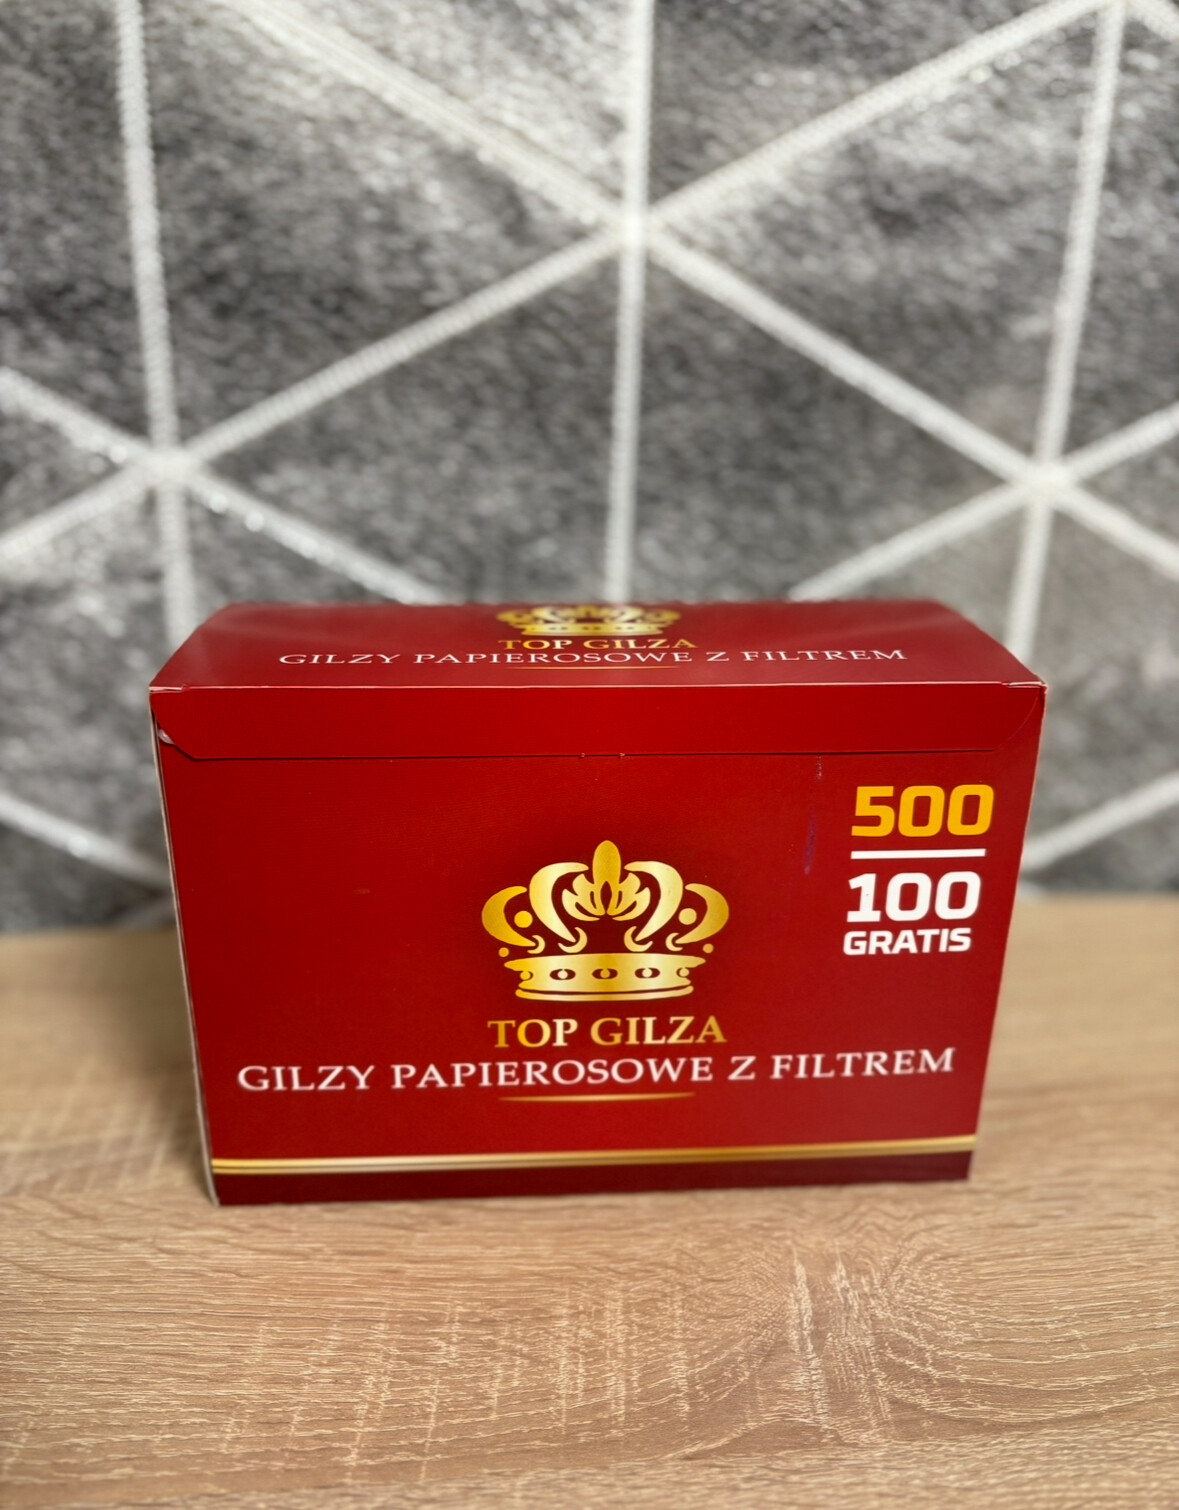 TOP GILZA
GILZY PAPIEROSOWE Z FILTREM
500
100
GRATIS
TOP GILZA
GILZY PAPIEROSOWE Z FILTREM